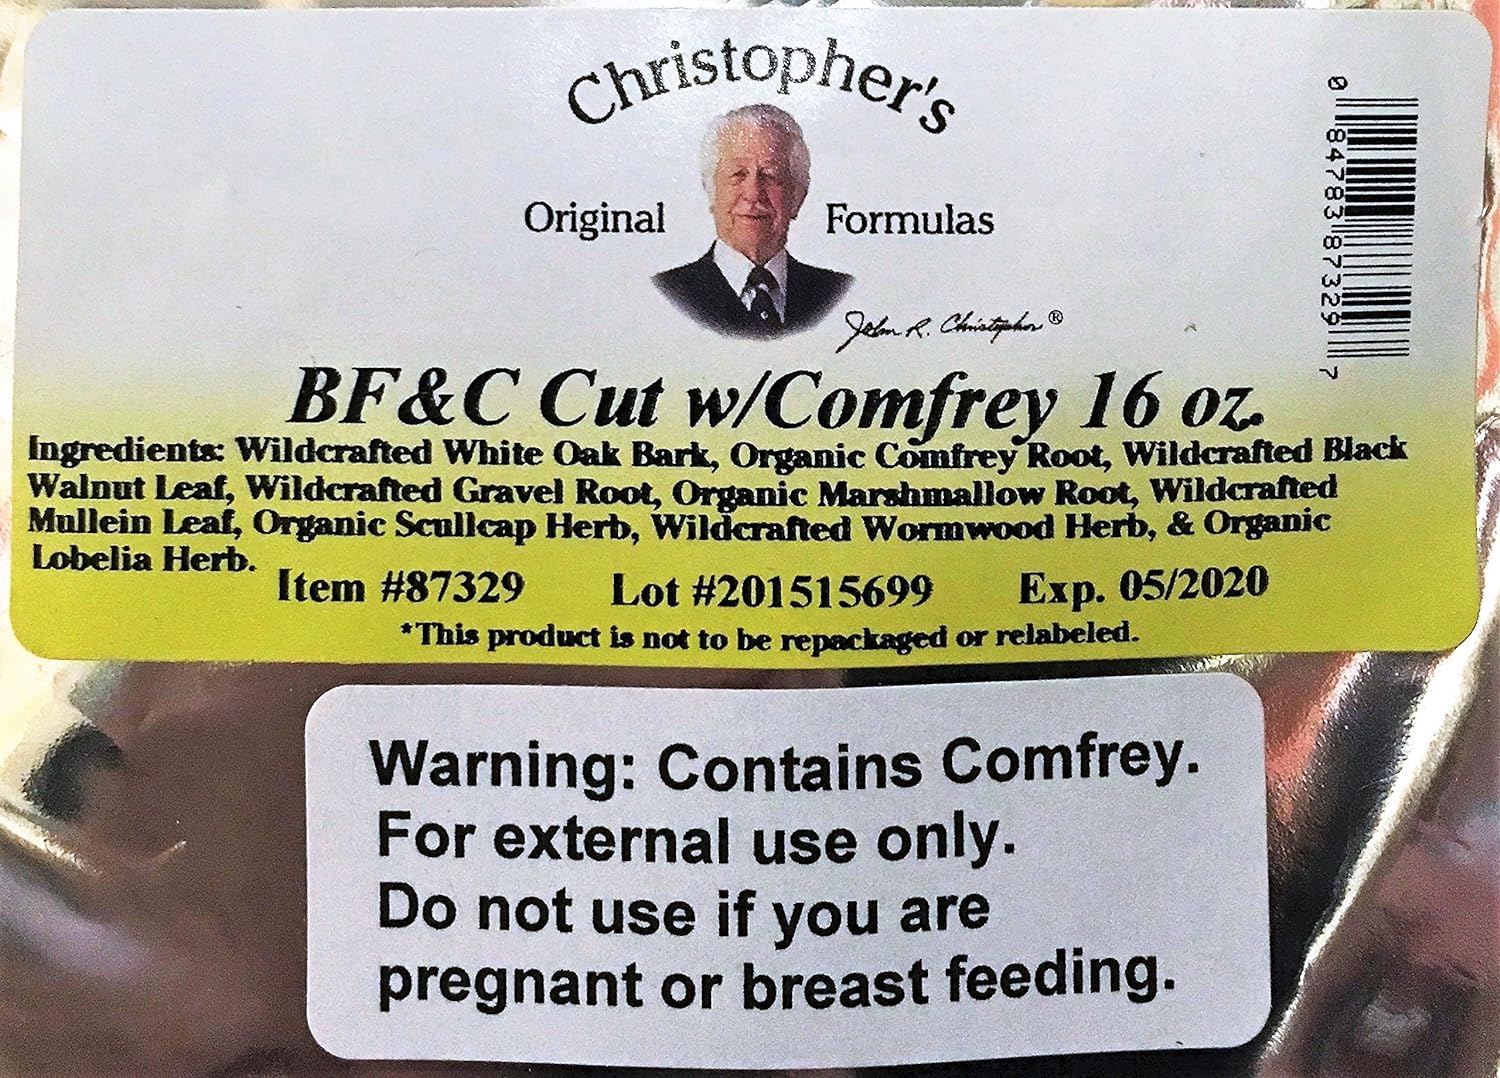 Christopher's
Original Formulas
John R. Christopher®
BF&C Cut w/Comfrey 16 oz.
Ingredients: Wildcrafted White Oak Bark, Organic Comfrey Root, Wildcrafted Black
Walnut Leaf, Wildcrafted Gravel Root, Organic Marshmallow Root, Wildcrafted
Mullein Leaf, Organic Scullcap Herb, Wildcrafted Wormwood Herb, & Organic
Lobelia Herb.
Item #87329 Lot #201515699 Exp. 05/2020
*This product is not to be repackaged or relabeled.
0 84783 87329 7
Warning: Contains Comfrey.
For external use only.
Do not use if you are
pregnant or breast feeding.